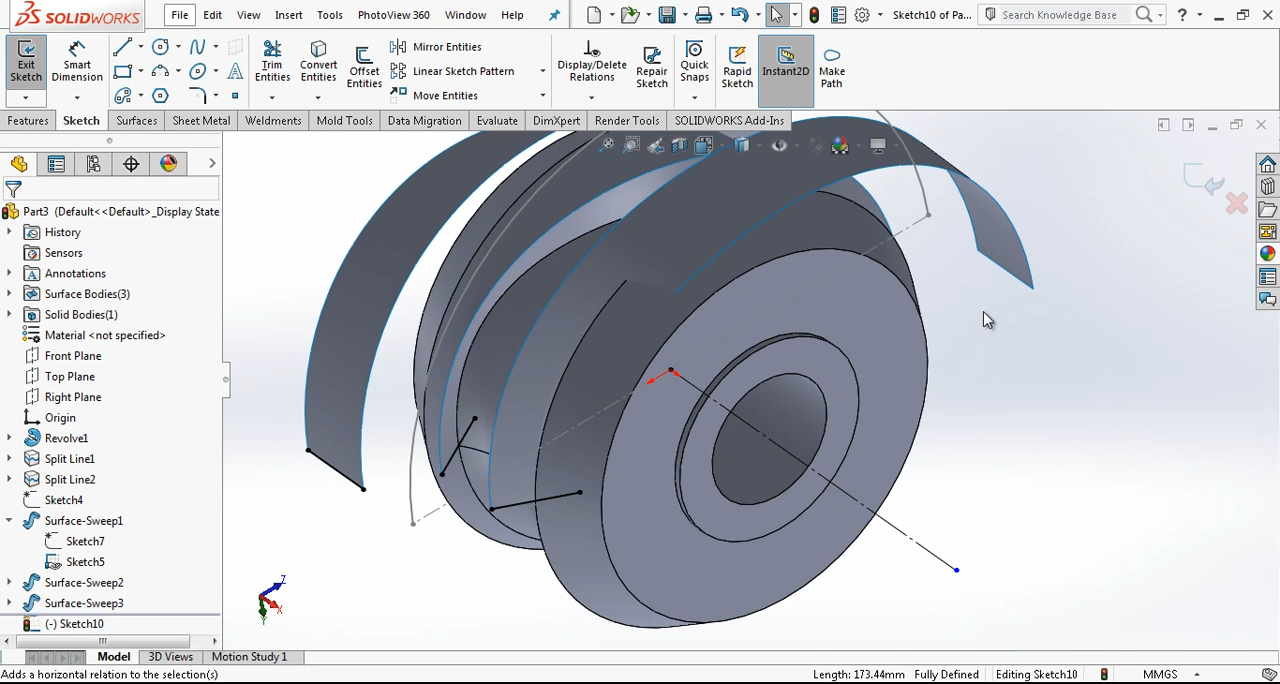 SOLIDWORKS
File Edit View Insert Tools PhotoView 360 Window Help
Sketch10 of Pa...
Search Knowledge Base
?
Exit Sketch
Smart Dimension
Trim Entities
Convert Entities
Offset Entities
Mirror Entities
Linear Sketch Pattern
Move Entities
Display/Delete Relations
Repair Sketch
Quick Snaps
Rapid Sketch
Instant2D
Make Path
Features Sketch Surfaces Sheet Metal Weldments Mold Tools Data Migration Evaluate DimXpert Render Tools SOLIDWORKS Add-Ins
Part3 (Default<<Default>_Display State
History
Sensors
Annotations
Surface Bodies(3)
Solid Bodies(1)
Material <not specified>
Front Plane
Top Plane
Right Plane
Origin
Revolve1
Split Line1
Split Line2
Sketch4
Surface-Sweep1
Sketch7
Sketch5
Surface-Sweep2
Surface-Sweep3
(-) Sketch10
Z
X
Y
Model 3D Views Motion Study 1
Adds a horizontal relation to the selection(s) Length: 173.44mm Fully Defined Editing Sketch10 MMGS